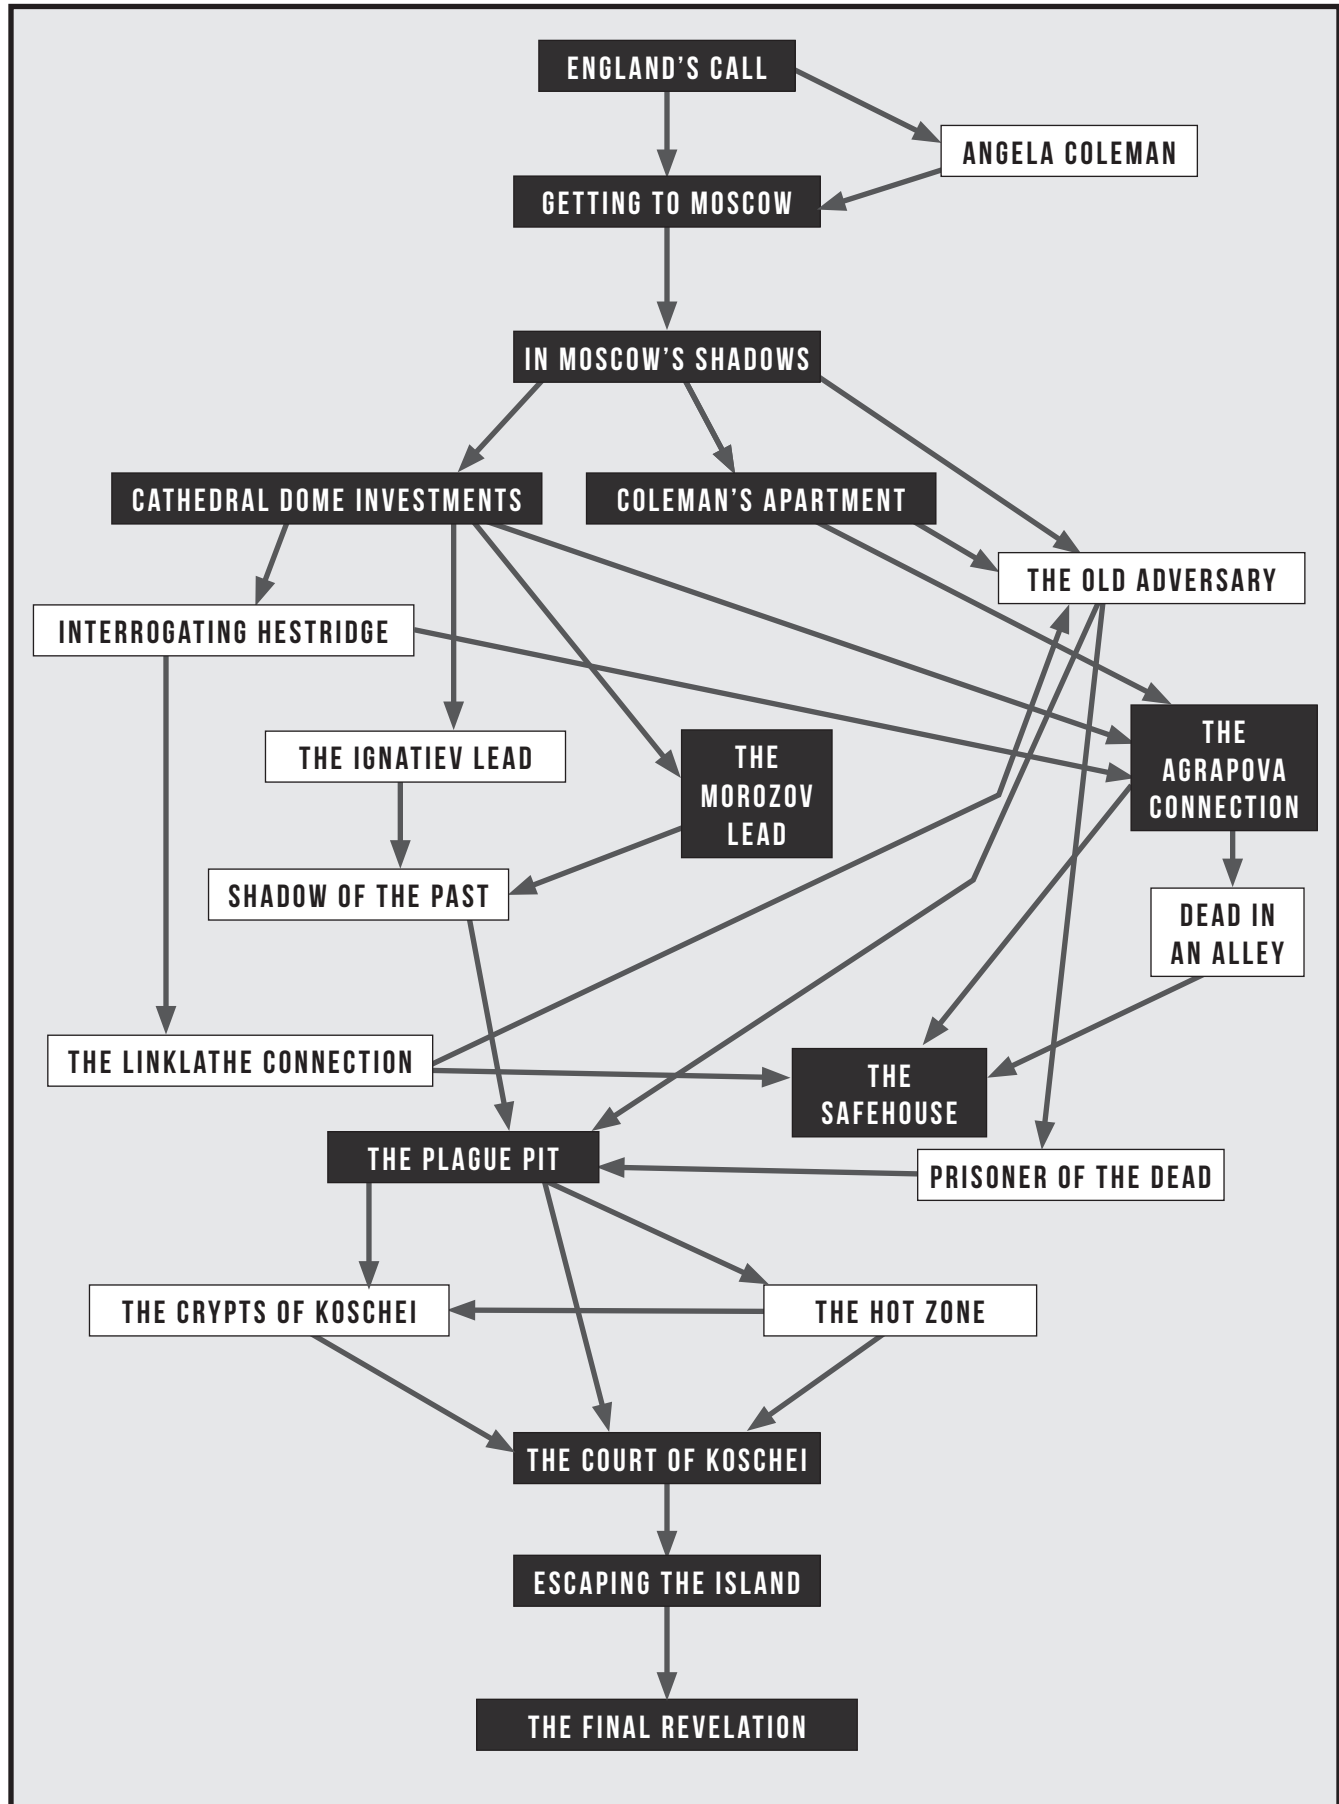 ENGLAND'S CALL
ANGELA COLEMAN
GETTING TO MOSCOW
IN MOSCOW'S SHADOWS
CATHEDRAL DOME INVESTMENTS
COLEMAN'S APARTMENT
THE OLD ADVERSARY
INTERROGATING HESTRIDGE
THE IGNATIEV LEAD
THE
MOROZOV
LEAD
THE
AGRAPOVA
CONNECTION
SHADOW OF THE PAST
DEAD IN
AN ALLEY
THE LINKLATHE CONNECTION
THE
SAFEHOUSE
THE PLAGUE PIT
PRISONER OF THE DEAD
THE CRYPTS OF KOSCHEI
THE HOT ZONE
THE COURT OF KOSCHEI
ESCAPING THE ISLAND
THE FINAL REVELATION